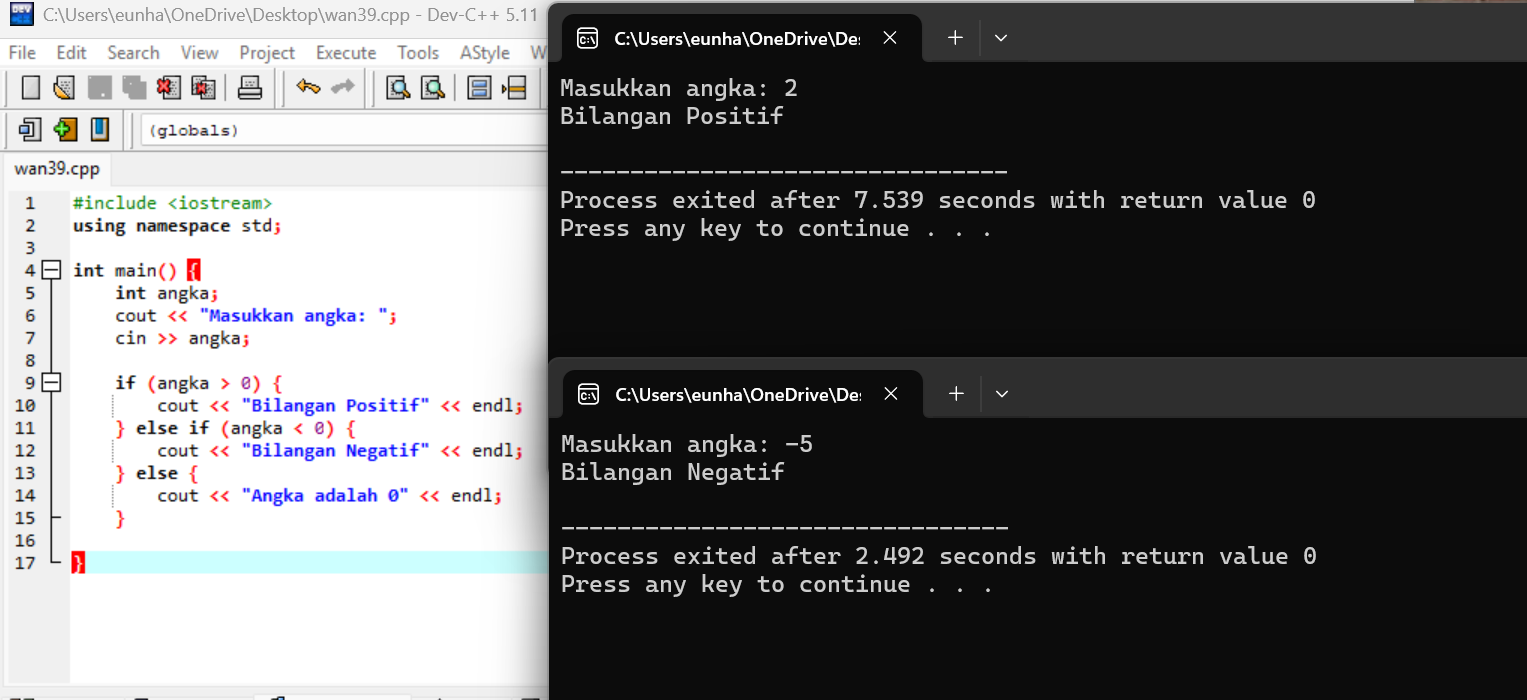 C:\Users\eunha\OneDrive\Desktop\wan39.cpp - Dev-C++ 5.11
File Edit Search View Project Execute Tools AStyle W
(globals)
wan39.cpp
1 #include <iostream>
2 using namespace std;
3
4 int main() {
5 int angka;
6 cout << "Masukkan angka: ";
7 cin >> angka;
8
9 if (angka > 0) {
10 cout << "Bilangan Positif" << endl;
11 } else if (angka < 0) {
12 cout << "Bilangan Negatif" << endl;
13 } else {
14 cout << "Angka adalah 0" << endl;
15 }
16
17 }
C:\Users\eunha\OneDrive\De:
Masukkan angka: 2
Bilangan Positif
--------------------------------
Process exited after 7.539 seconds with return value 0
Press any key to continue . . .
C:\Users\eunha\OneDrive\De:
Masukkan angka: -5
Bilangan Negatif
--------------------------------
Process exited after 2.492 seconds with return value 0
Press any key to continue . . .